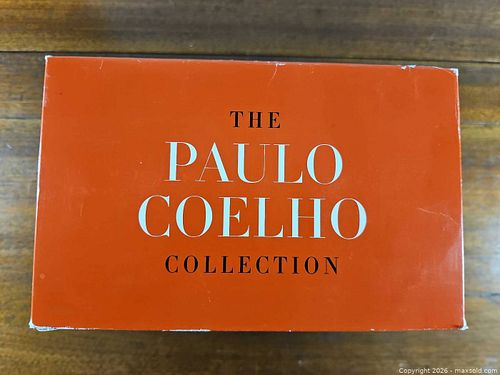 THE
PAULO
COELHO
COLLECTION
Copyright 2026 - maxsold.com